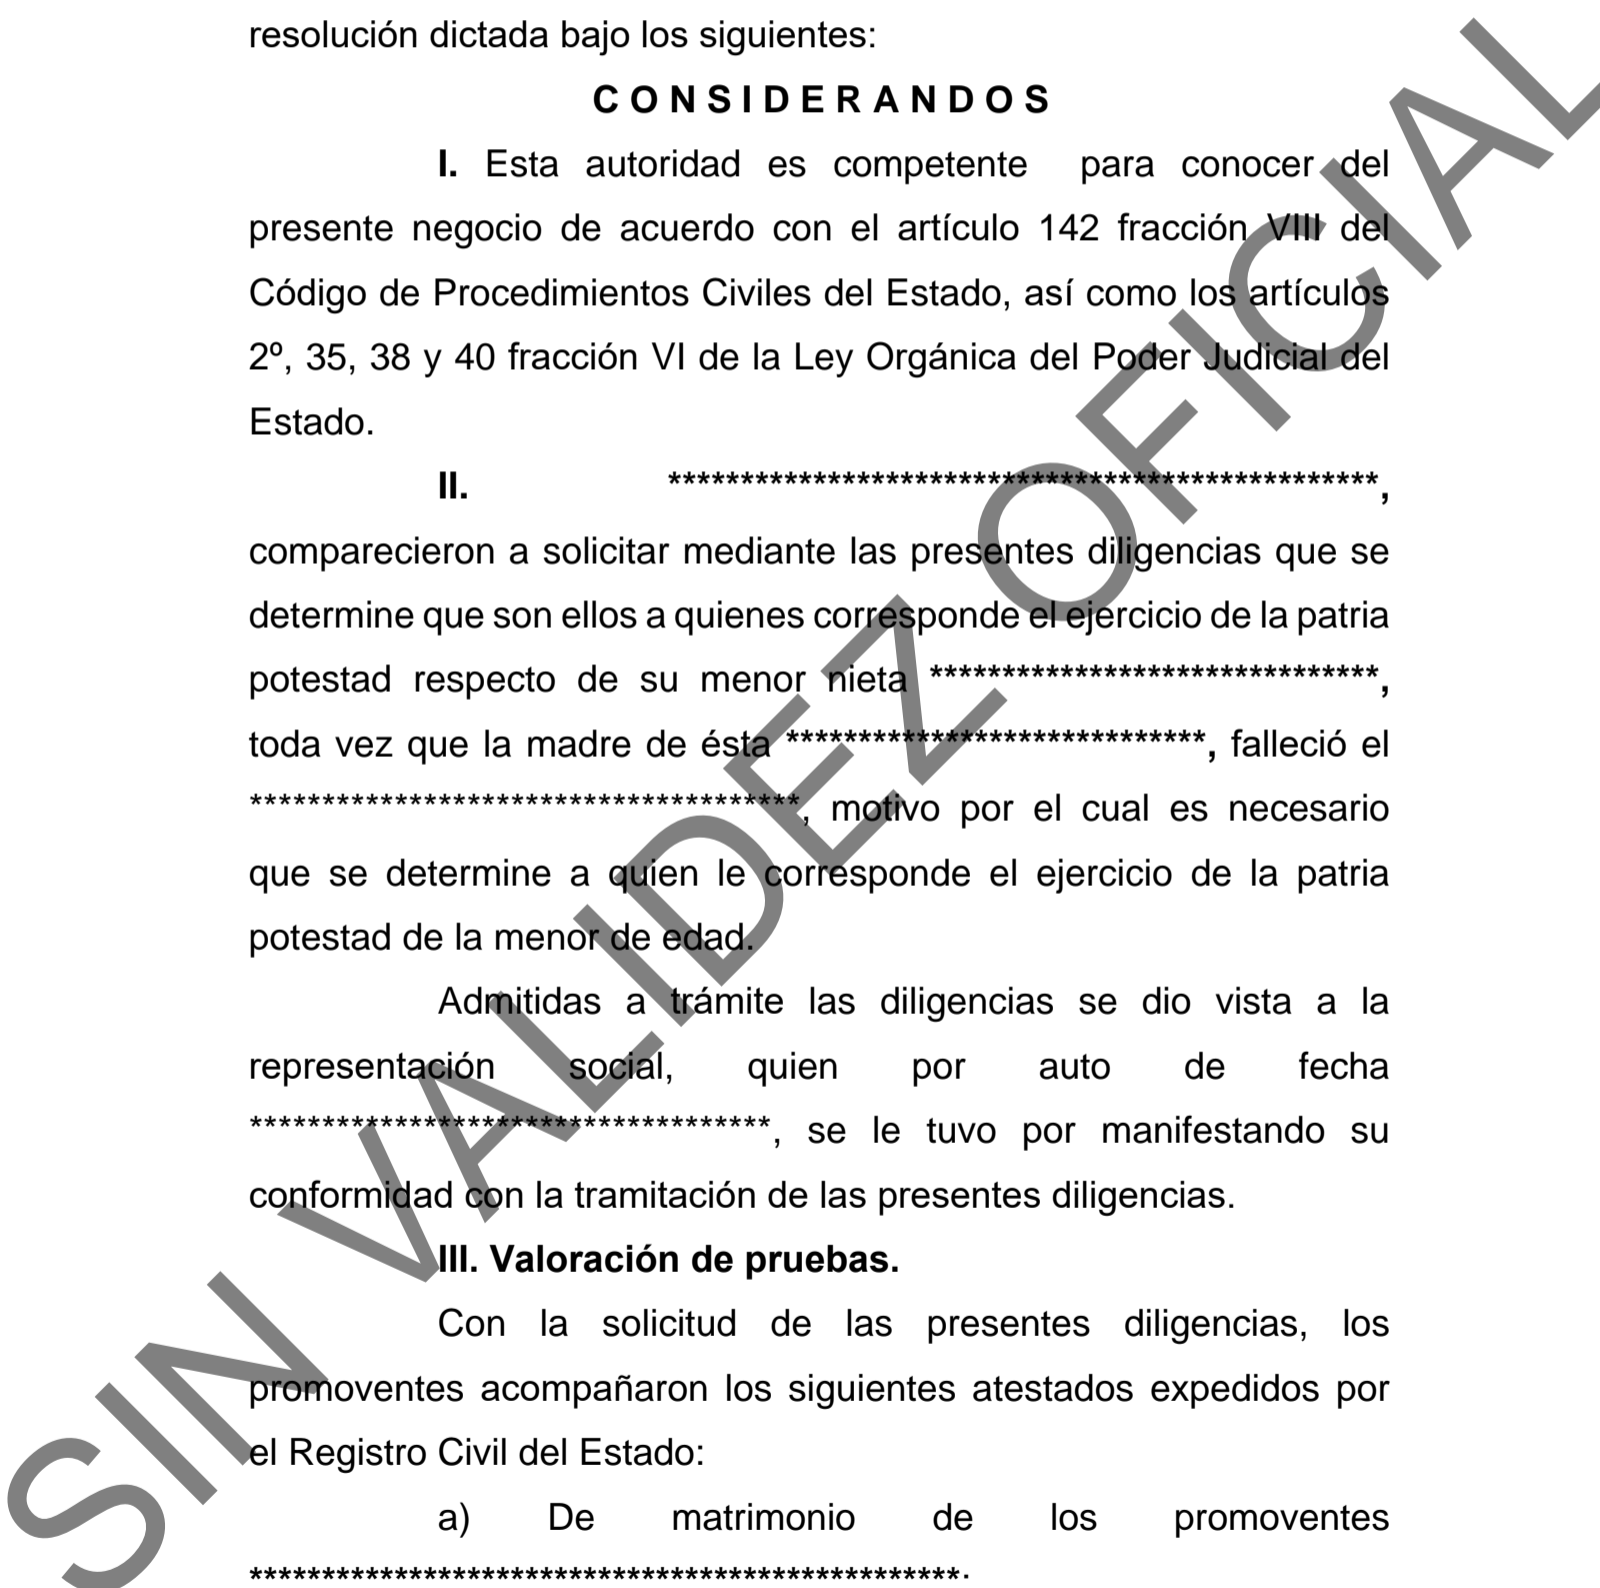 resolución dictada bajo los siguientes:
C O N S I D E R A N D O S
I. Esta autoridad es competente para conocer del
presente negocio de acuerdo con el artículo 142 fracción VIII del
Código de Procedimientos Civiles del Estado, así como los artículos
2º, 35, 38 y 40 fracción VI de la Ley Orgánica del Poder Judicial del
Estado.
II. *************************************************,
comparecieron a solicitar mediante las presentes diligencias que se
determine que son ellos a quienes corresponde el ejercicio de la patria
potestad respecto de su menor nieta *******************************,
toda vez que la madre de ésta *****************************, falleció el
**************************************, motivo por el cual es necesario
que se determine a quien le corresponde el ejercicio de la patria
potestad de la menor de edad.
Admitidas a trámite las diligencias se dio vista a la
representación social, quien por auto de fecha
************************************, se le tuvo por manifestando su
conformidad con la tramitación de las presentes diligencias.
III. Valoración de pruebas.
Con la solicitud de las presentes diligencias, los
promoventes acompañaron los siguientes atestados expedidos por
el Registro Civil del Estado:
a) De matrimonio de los promoventes
*************************************************;
SIN VALIDEZ OFICIAL